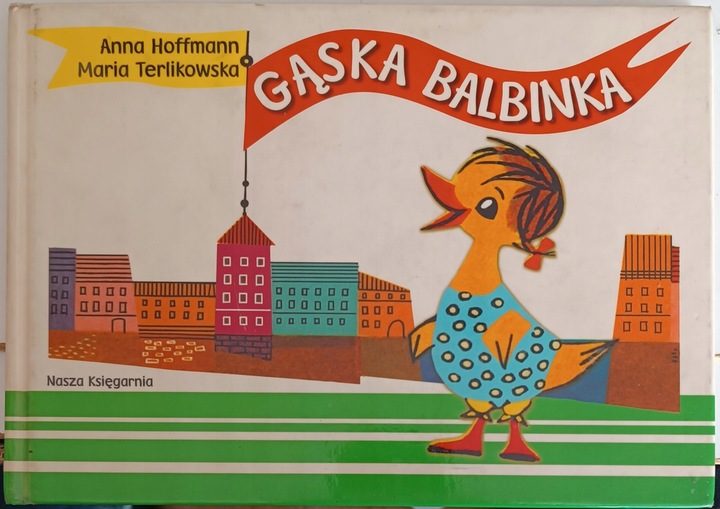 Anna Hoffmann
Maria Terlikowska
GĄSKA BALBINKA
Nasza Księgarnia